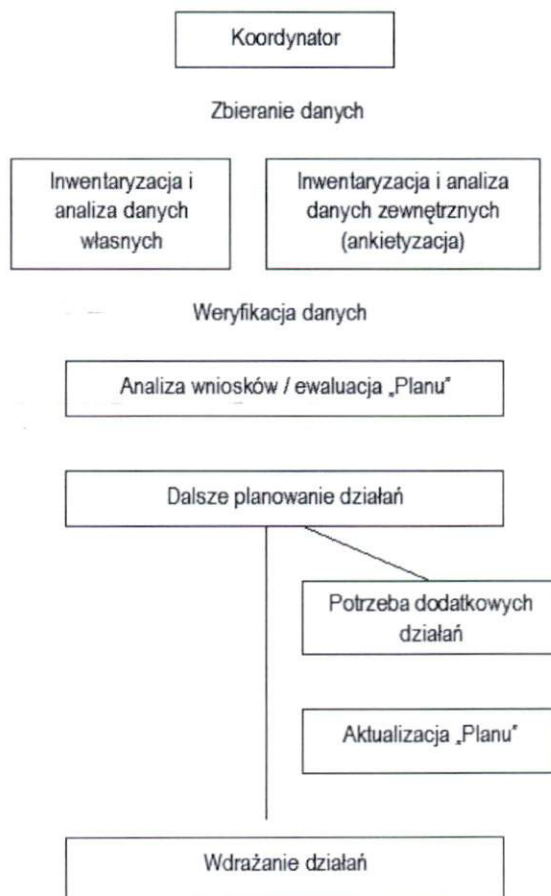 Koordynator
Zbieranie danych
Inwentaryzacja i
analiza danych
własnych
Inwentaryzacja i analiza
danych zewnętrznych
(ankietyzacja)
Weryfikacja danych
Analiza wniosków / ewaluacja „Planu”
Dalsze planowanie działań
Potrzeba dodatkowych
działań
Aktualizacja „Planu”
Wdrażanie działań